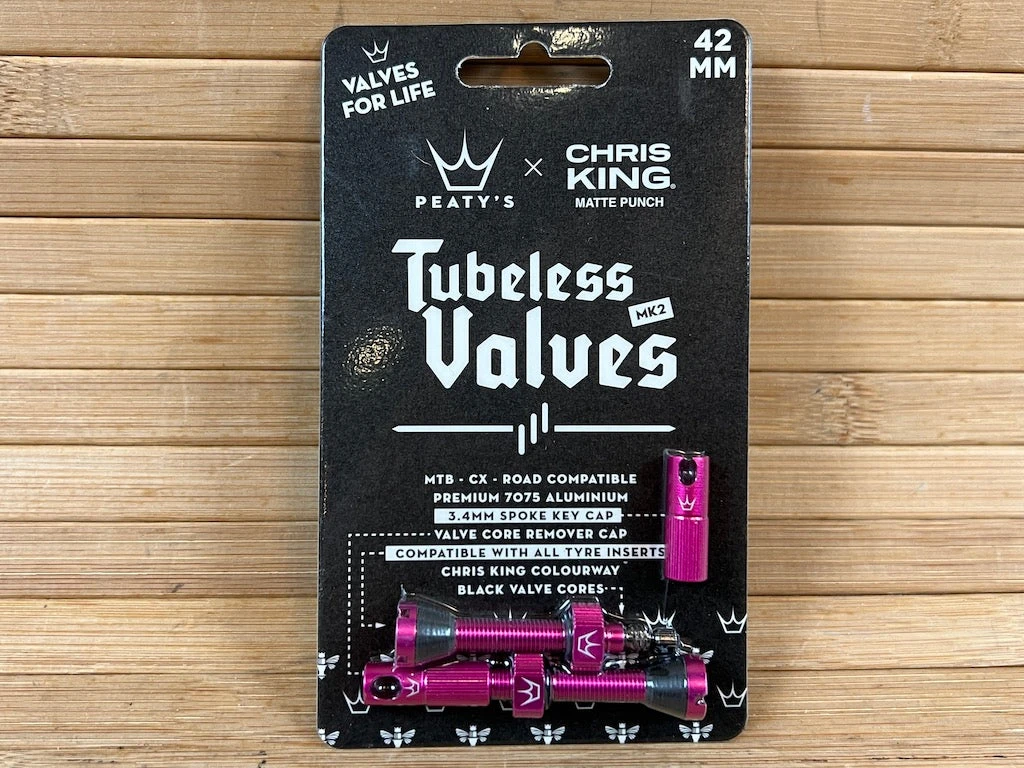 VALVES
FOR LIFE
42
MM
PEATY'S
×
CHRIS
KING®
MATTE PUNCH
Tubeless
Valves
MK2
MTB - CX - ROAD COMPATIBLE
PREMIUM 7075 ALUMINIUM
3.4MM SPOKE KEY CAP
VALVE CORE REMOVER CAP
COMPATIBLE WITH ALL TYRE INSERTS
CHRIS KING COLOURWAY
BLACK VALVE CORES